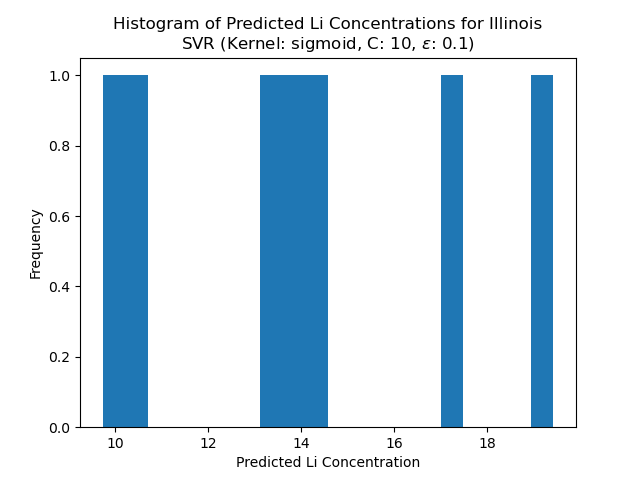 Histogram of Predicted Li Concentrations for Illinois
SVR (Kernel: sigmoid, C: 10, ε: 0.1)
1.0
0.8
0.6
0.4
0.2
0.0
Frequency
10 12 14 16 18
Predicted Li Concentration